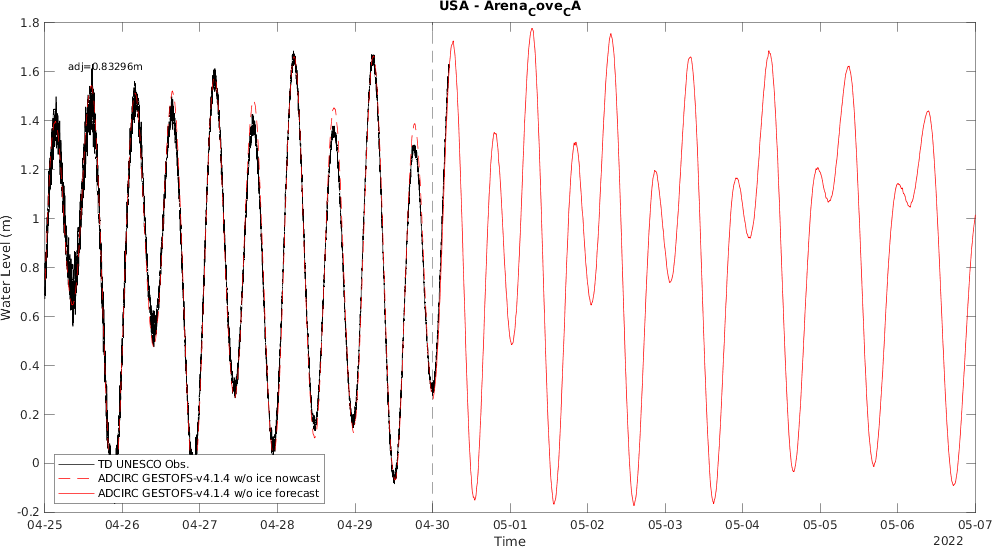 USA - ArenaCoveCA
adj=0.83296m
1.8
1.6
1.4
1.2
1
0.8
0.6
0.4
0.2
0
-0.2
Water Level (m)
TD UNESCO Obs.
ADCIRC GESTOFS-v4.1.4 w/o ice nowcast
ADCIRC GESTOFS-v4.1.4 w/o ice forecast
04-25 04-26 04-27 04-28 04-29 04-30 05-01 05-02 05-03 05-04 05-05 05-06 05-07
Time
2022